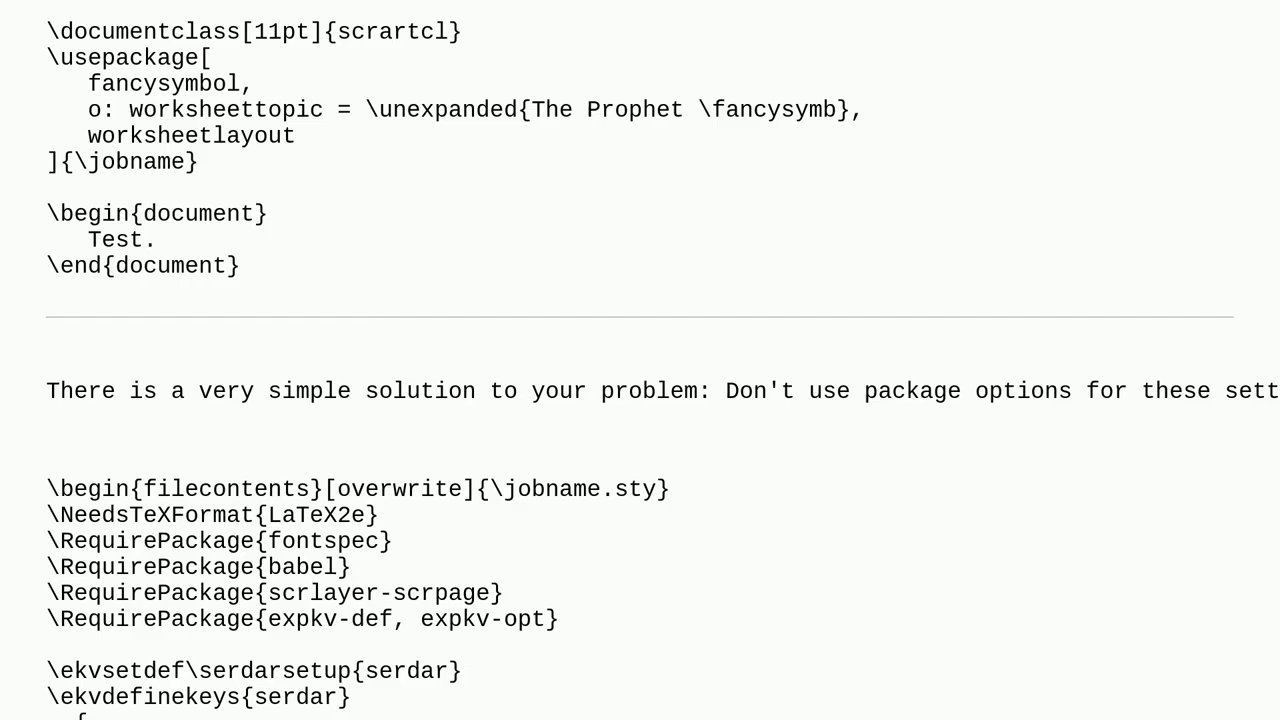 \documentclass[11pt]{scrartcl}
\usepackage[
   fancysymbol,
   o: worksheettopic = \unexpanded{The Prophet \fancysymb},
   worksheetlayout
]{\jobname}

\begin{document}
   Test.
\end{document}

There is a very simple solution to your problem: Don't use package options for these sett

\begin{filecontents}[overwrite]{\jobname.sty}
\NeedsTeXFormat{LaTeX2e}
\RequirePackage{fontspec}
\RequirePackage{babel}
\RequirePackage{scrlayer-scrpage}
\RequirePackage{expkv-def, expkv-opt}

\ekvsetdef\serdarsetup{serdar}
\ekvdefinekeys{serdar}
  {